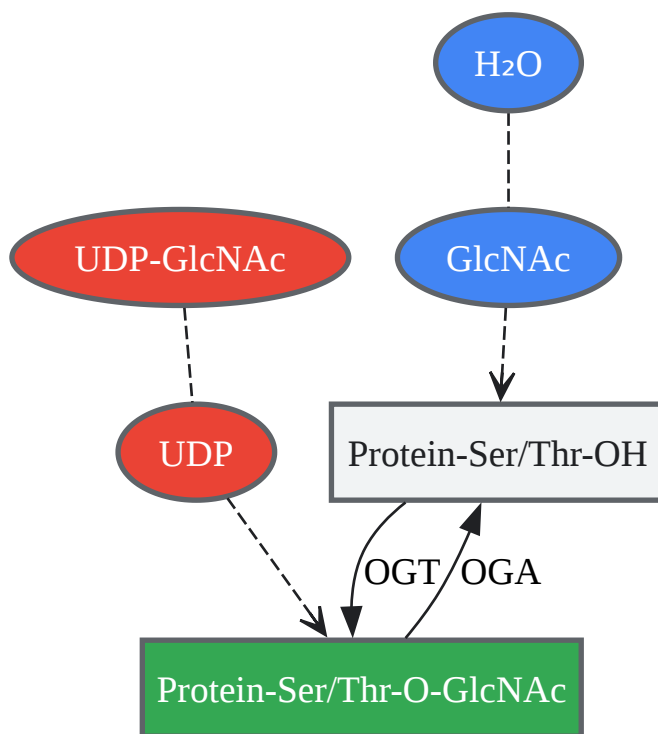 H₂O
UDP-GlcNAc
GlcNAc
UDP
Protein-Ser/Thr-OH
OGT
OGA
Protein-Ser/Thr-O-GlcNAc